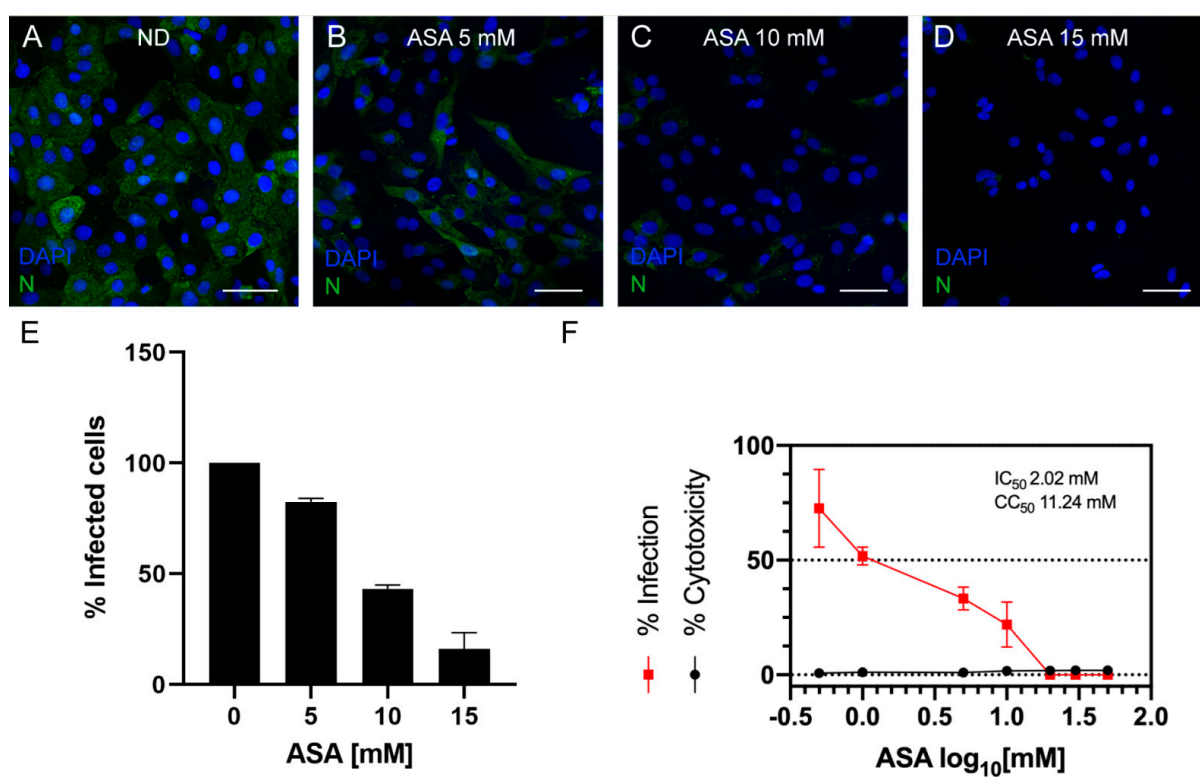 A
ND
DAPI
N
B
ASA 5 mM
DAPI
N
C
ASA 10 mM
DAPI
N
D
ASA 15 mM
DAPI
N
E
% Infected cells
150
100
50
0
0 5 10 15
ASA [mM]
F
% Infection
% Cytotoxicity
100
50
0
IC50 2.02 mM
CC50 11.24 mM
-0.5 0.0 0.5 1.0 1.5 2.0
ASA log10[mM]